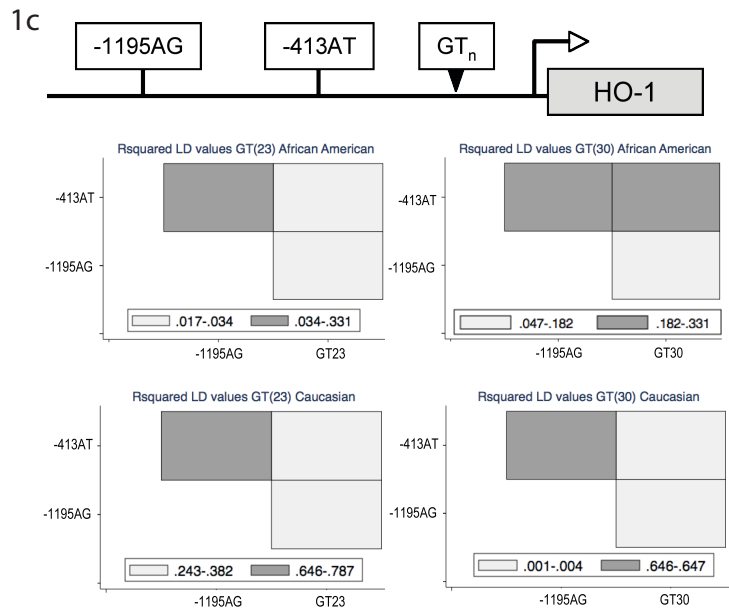 1c
-1195AG
-413AT
GTn
HO-1
Rsquared LD values GT(23) African American
-413AT
-1195AG
.017-.034
.034-.331
-1195AG
GT23
Rsquared LD values GT(30) African American
-413AT
-1195AG
.047-.182
.182-.331
-1195AG
GT30
Rsquared LD values GT(23) Caucasian
-413AT
-1195AG
.243-.382
.646-.787
-1195AG
GT23
Rsquared LD values GT(30) Caucasian
-413AT
-1195AG
.001-.004
.646-.647
-1195AG
GT30